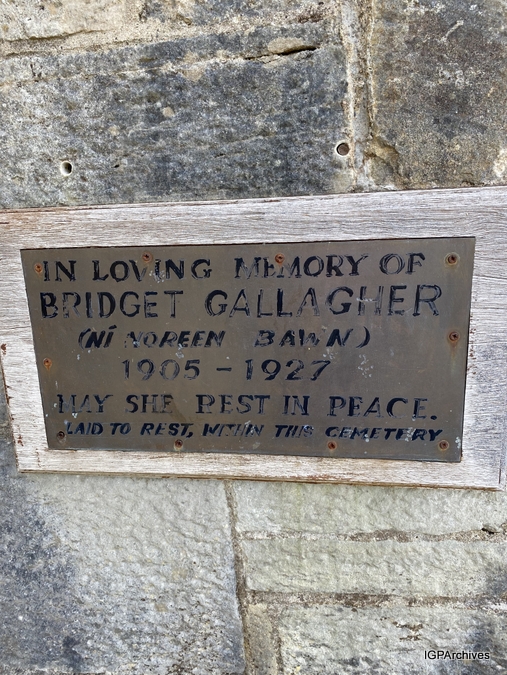 IN LOVING MEMORY OF
BRIDGET GALLAGHER
(NÍ NOREEN BAWN)
1905 - 1927
MAY SHE REST IN PEACE.
LAID TO REST, WITHIN THIS CEMETERY
IGPArchives